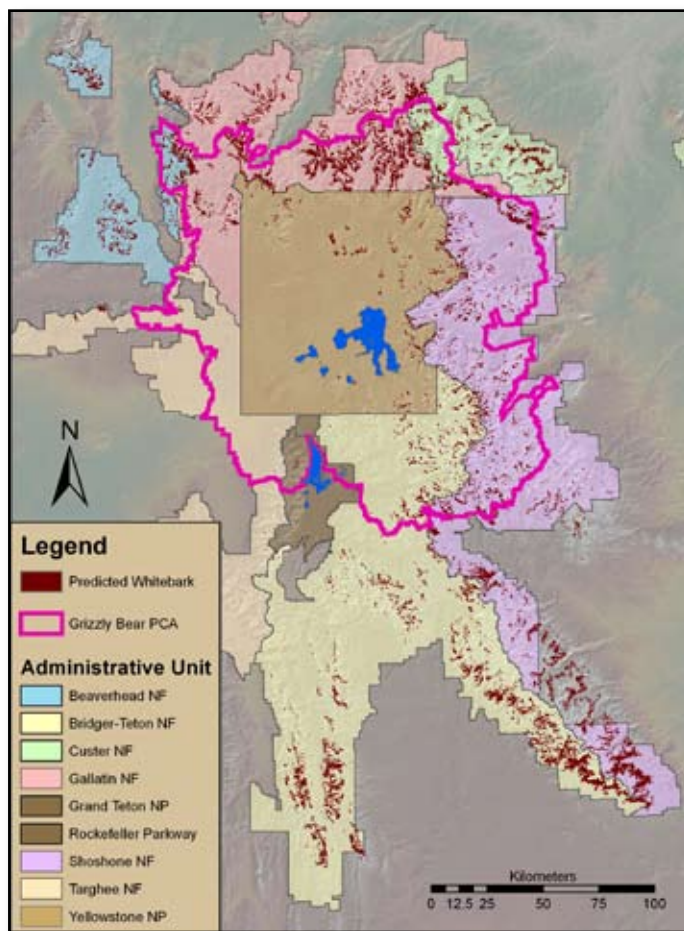 N
Legend
Predicted Whitebark
Grizzly Bear PCA
Administrative Unit
Beaverhead NF
Bridger-Teton NF
Custer NF
Gallatin NF
Grand Teton NP
Rockefeller Parkway
Shoshone NF
Targhee NF
Yellowstone NP
Kilometers
0 12.5 25 50 75 100